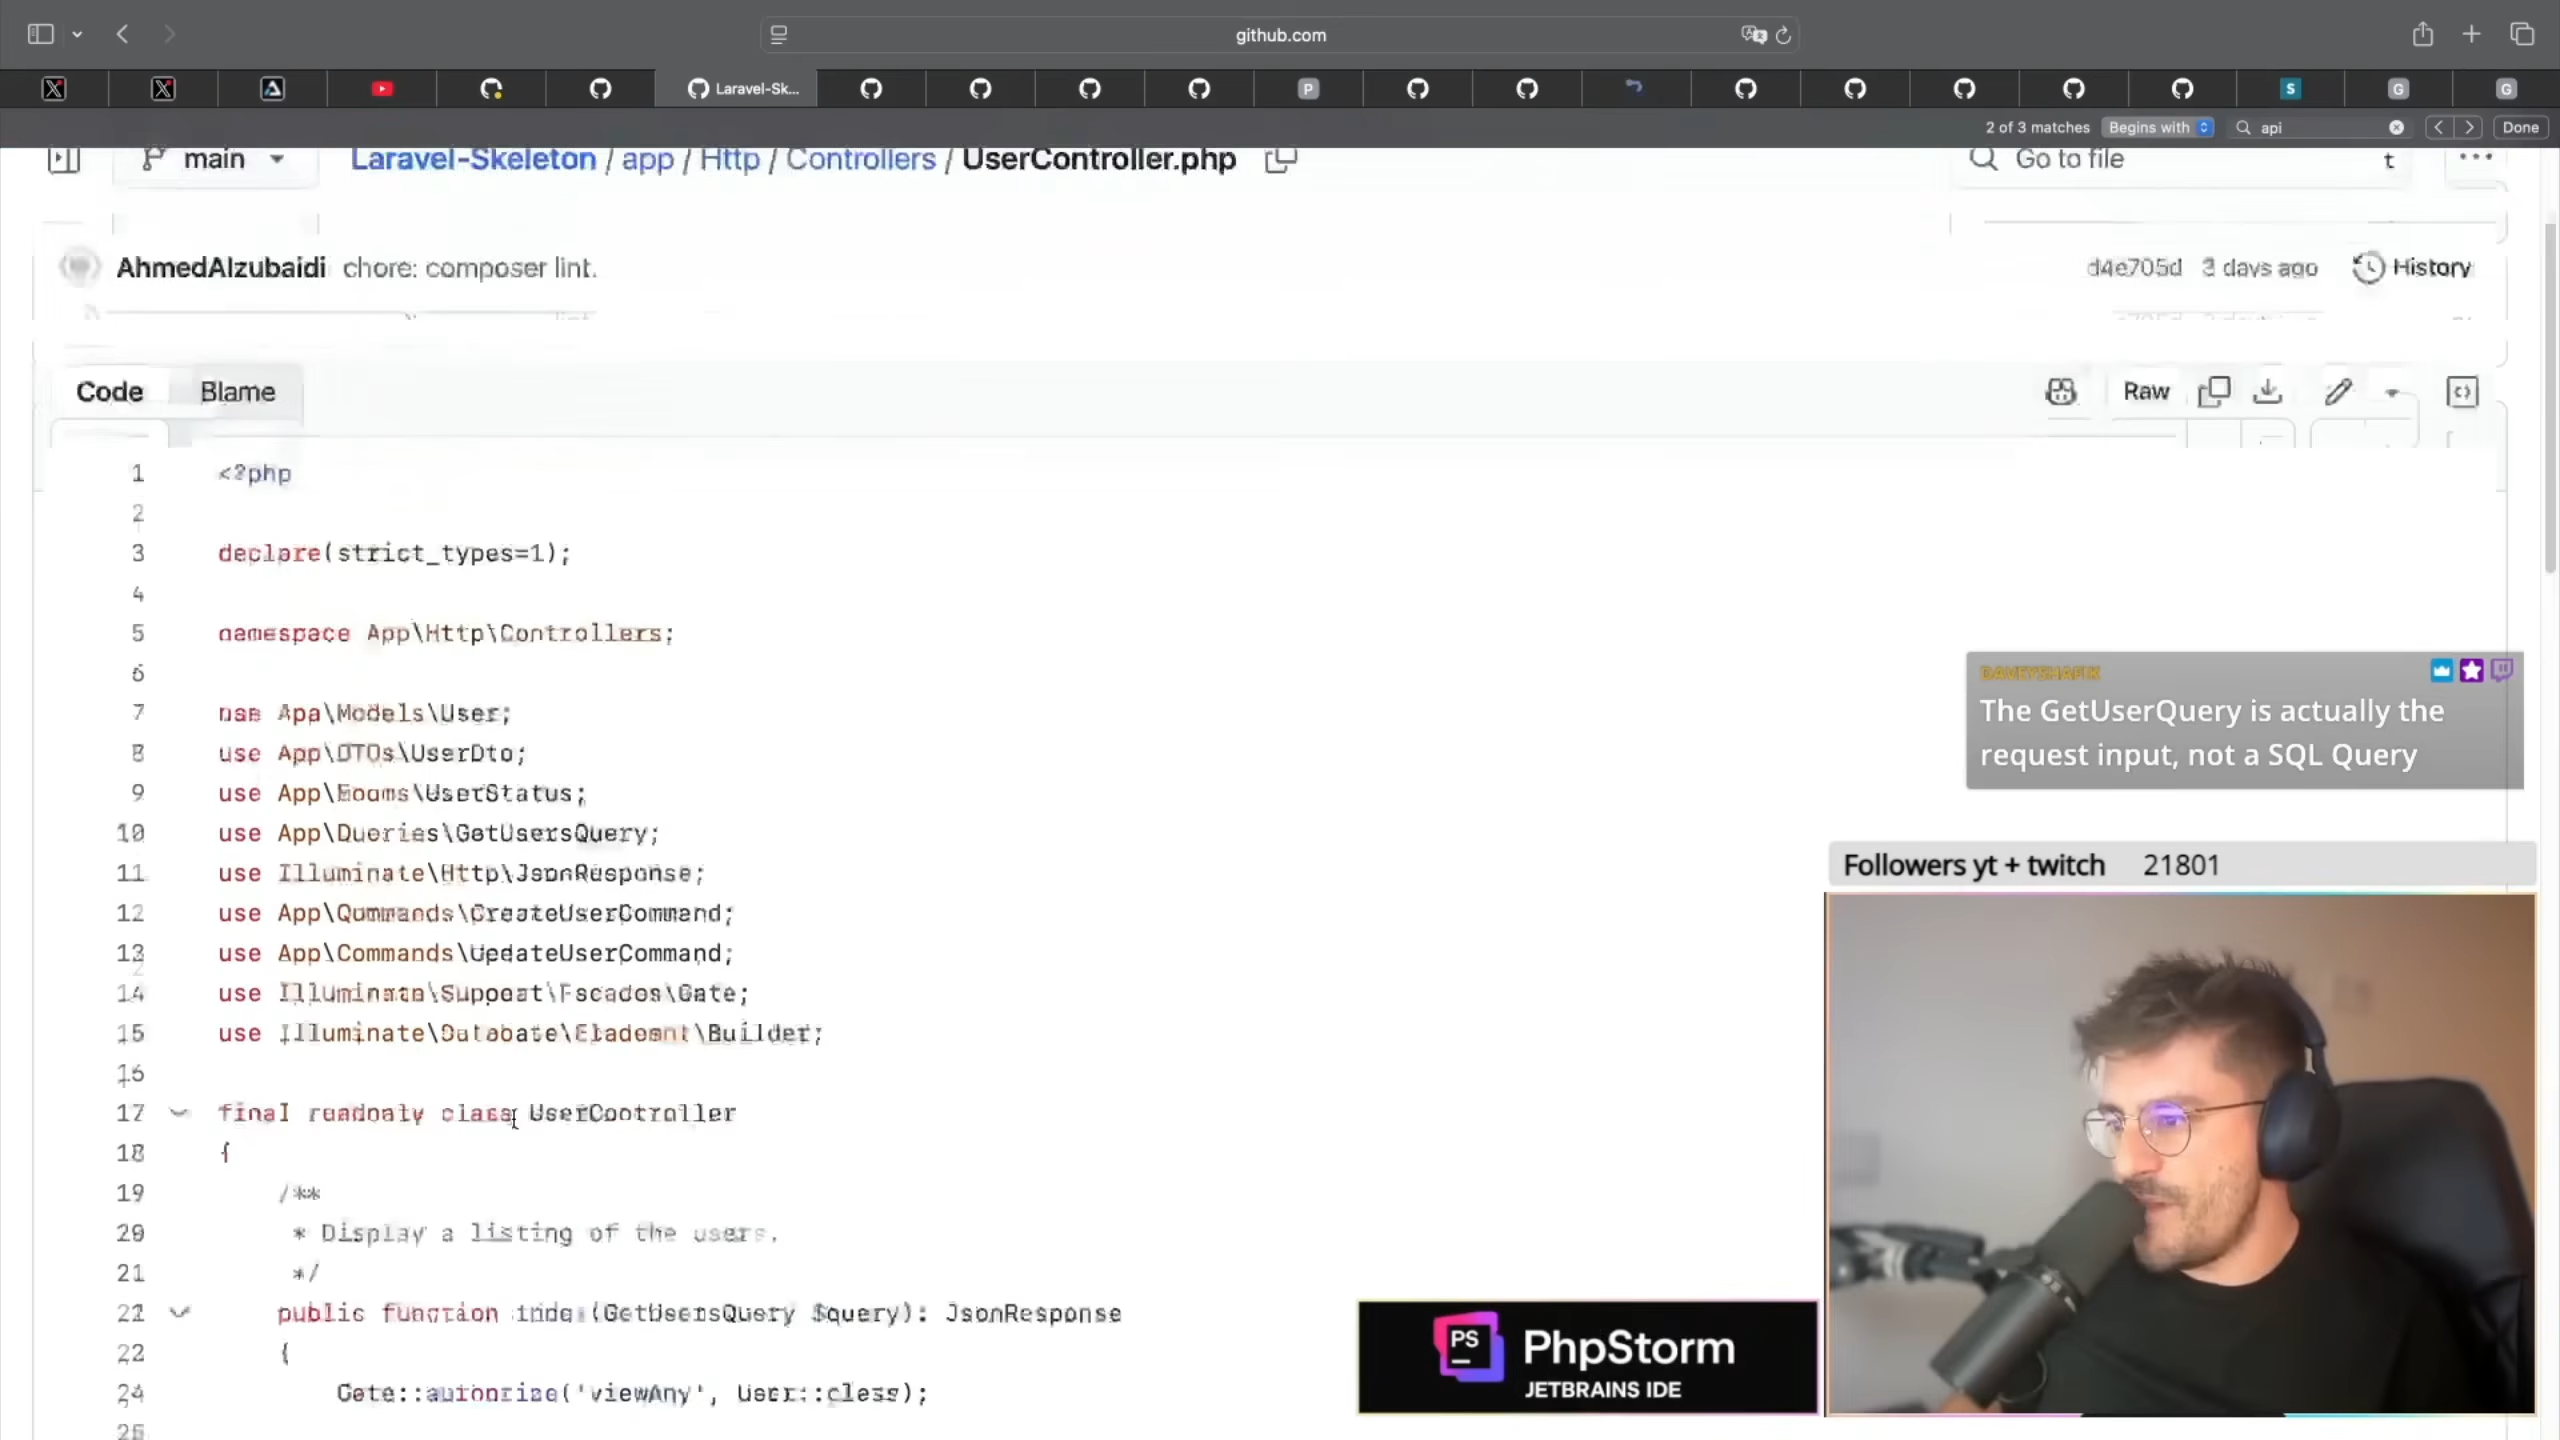 github.com
Laravel-Sk...
P
S
G
G
2 of 3 matches
Begins with
api
Done
main
Laravel-Skeleton / app / Http / Controllers / UserController.php
Go to file
t
AhmedAlzubaidi chore: composer lint.
d4e705d 3 days ago
History
Code
Blame
Raw
1 <?php
2
3 declare(strict_types=1);
4
5 namespace App\Http\Controllers;
6
7 App\Models\User;
8 use App\DTOs\UserDto;
9 use App\Enums\UserStatus;
10 use App\Queries\GetUsersQuery;
11 use Illuminate\Http\JsonResponse;
12 use App\Commands\CreateUserCommand;
13 use App\Commands\UpdateUserCommand;
14 use Illuminate\Support\Facades\Gate;
15 use Illuminate\Database\Eloquent\Builder;
16
17 final readonly class UserController
18 {
19 /**
20 * Display a listing of the users.
21 */
public function index(GetUsersQuery $query): JsonResponse
{
24 Gate::authorize('viewAny', User::class);
DAVEYSHAFIK
The GetUserQuery is actually the
request input, not a SQL Query
Followers yt + twitch 21801
PS
PhpStorm
JETBRAINS IDE